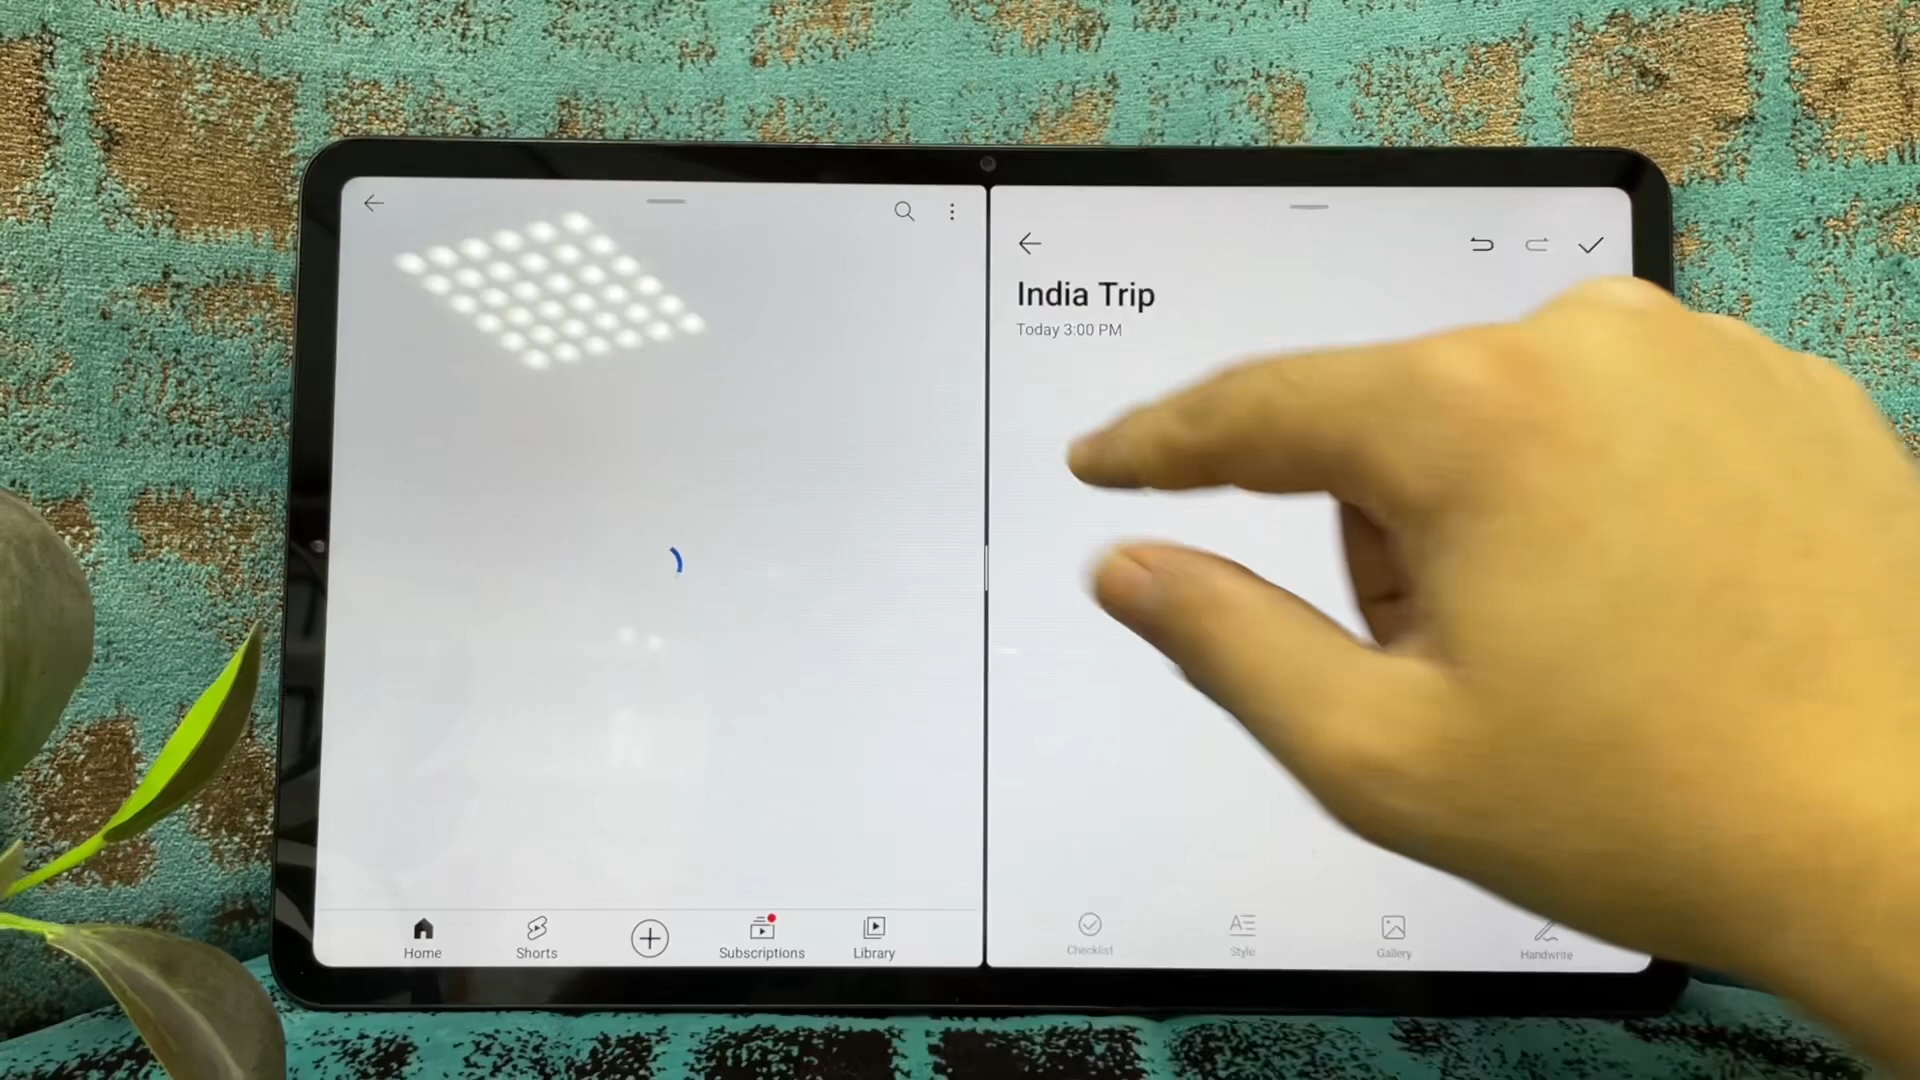 India Trip
Today 3:00 PM
Home
Shorts
Subscriptions
Library
Checklist
Style
Gallery
Handwrite